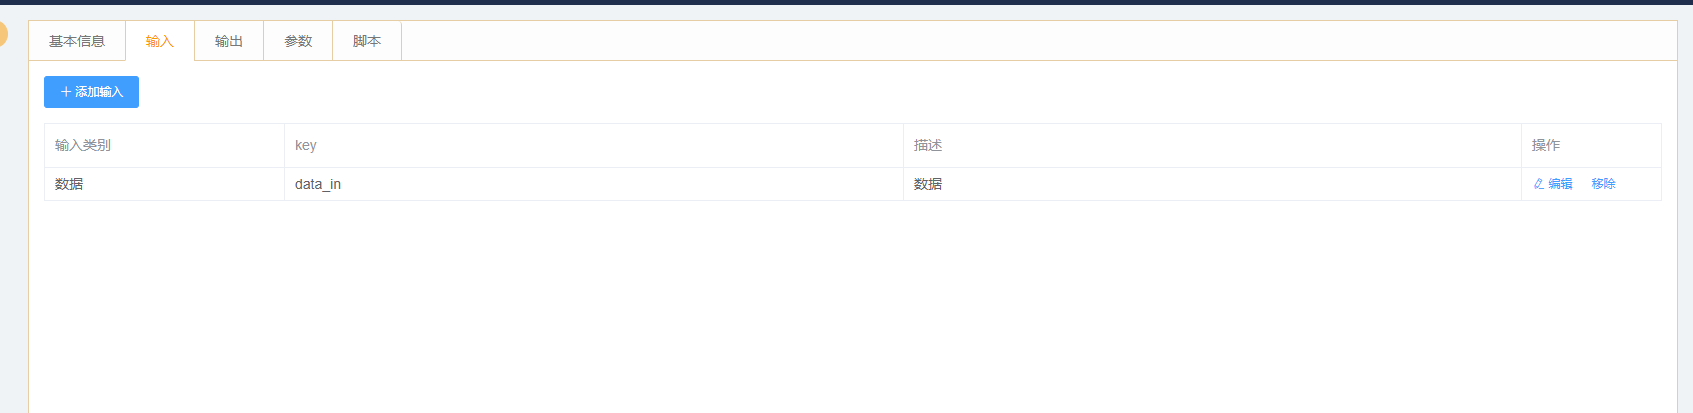 基本信息 输入 输出 参数 脚本
添加输入
输入类别 key 描述 操作
数据 data_in 数据 编辑 移除